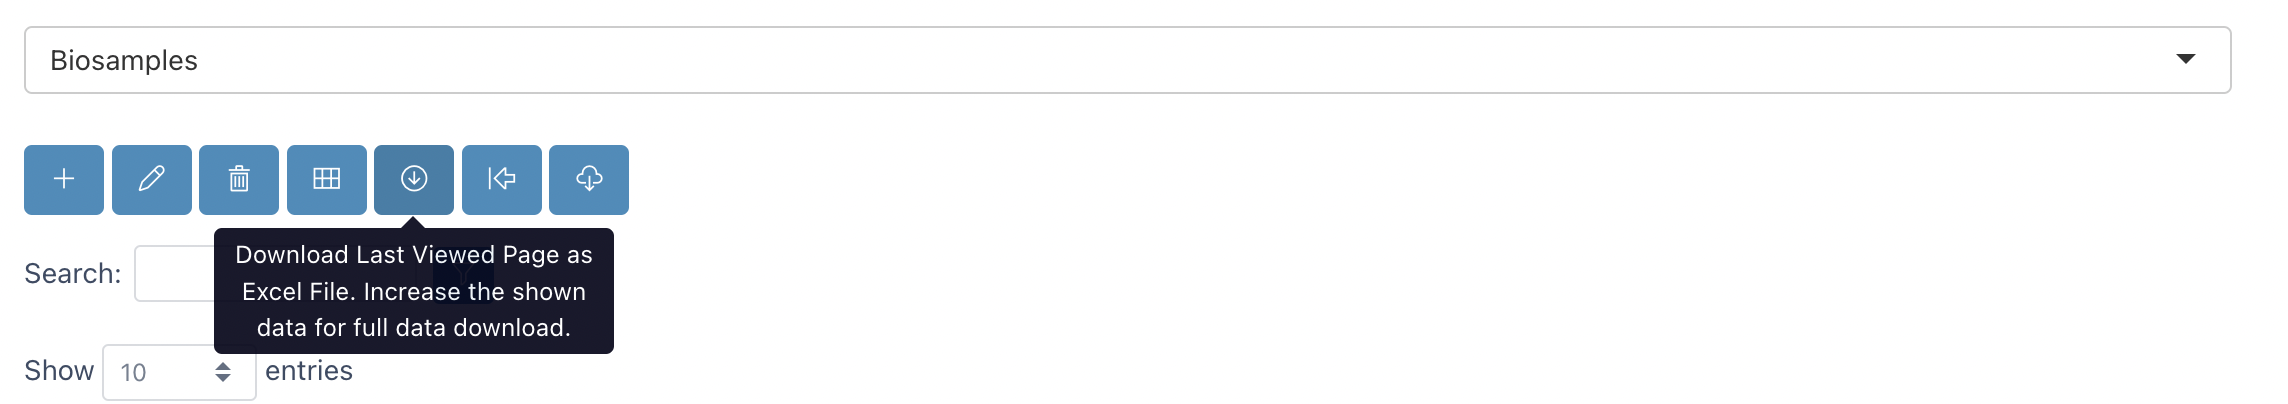 Biosamples
Download Last Viewed Page as
Excel File. Increase the shown
data for full data download.
Search:
Show 10 entries